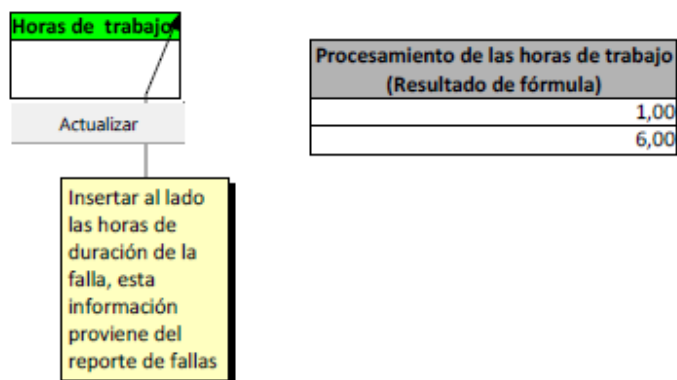 Horas de trabajo
Actualizar
Insertar al lado
las horas de
duración de la
falla, esta
información
proviene del
reporte de fallas
Procesamiento de las horas de trabajo
(Resultado de fórmula)
1,00
6,00